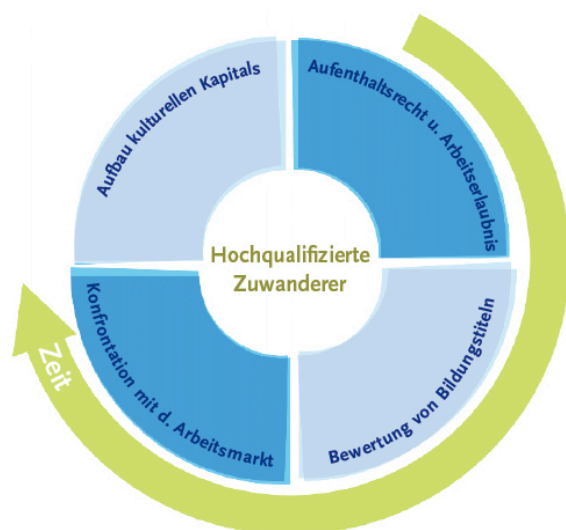 Aufbau kulturellen Kapitals
Aufenthaltsrecht u. Arbeitserlaubnis
Hochqualifizierte
Zuwanderer
Konfrontation mit d. Arbeitsmarkt
Bewertung von Bildungstiteln
Zeit